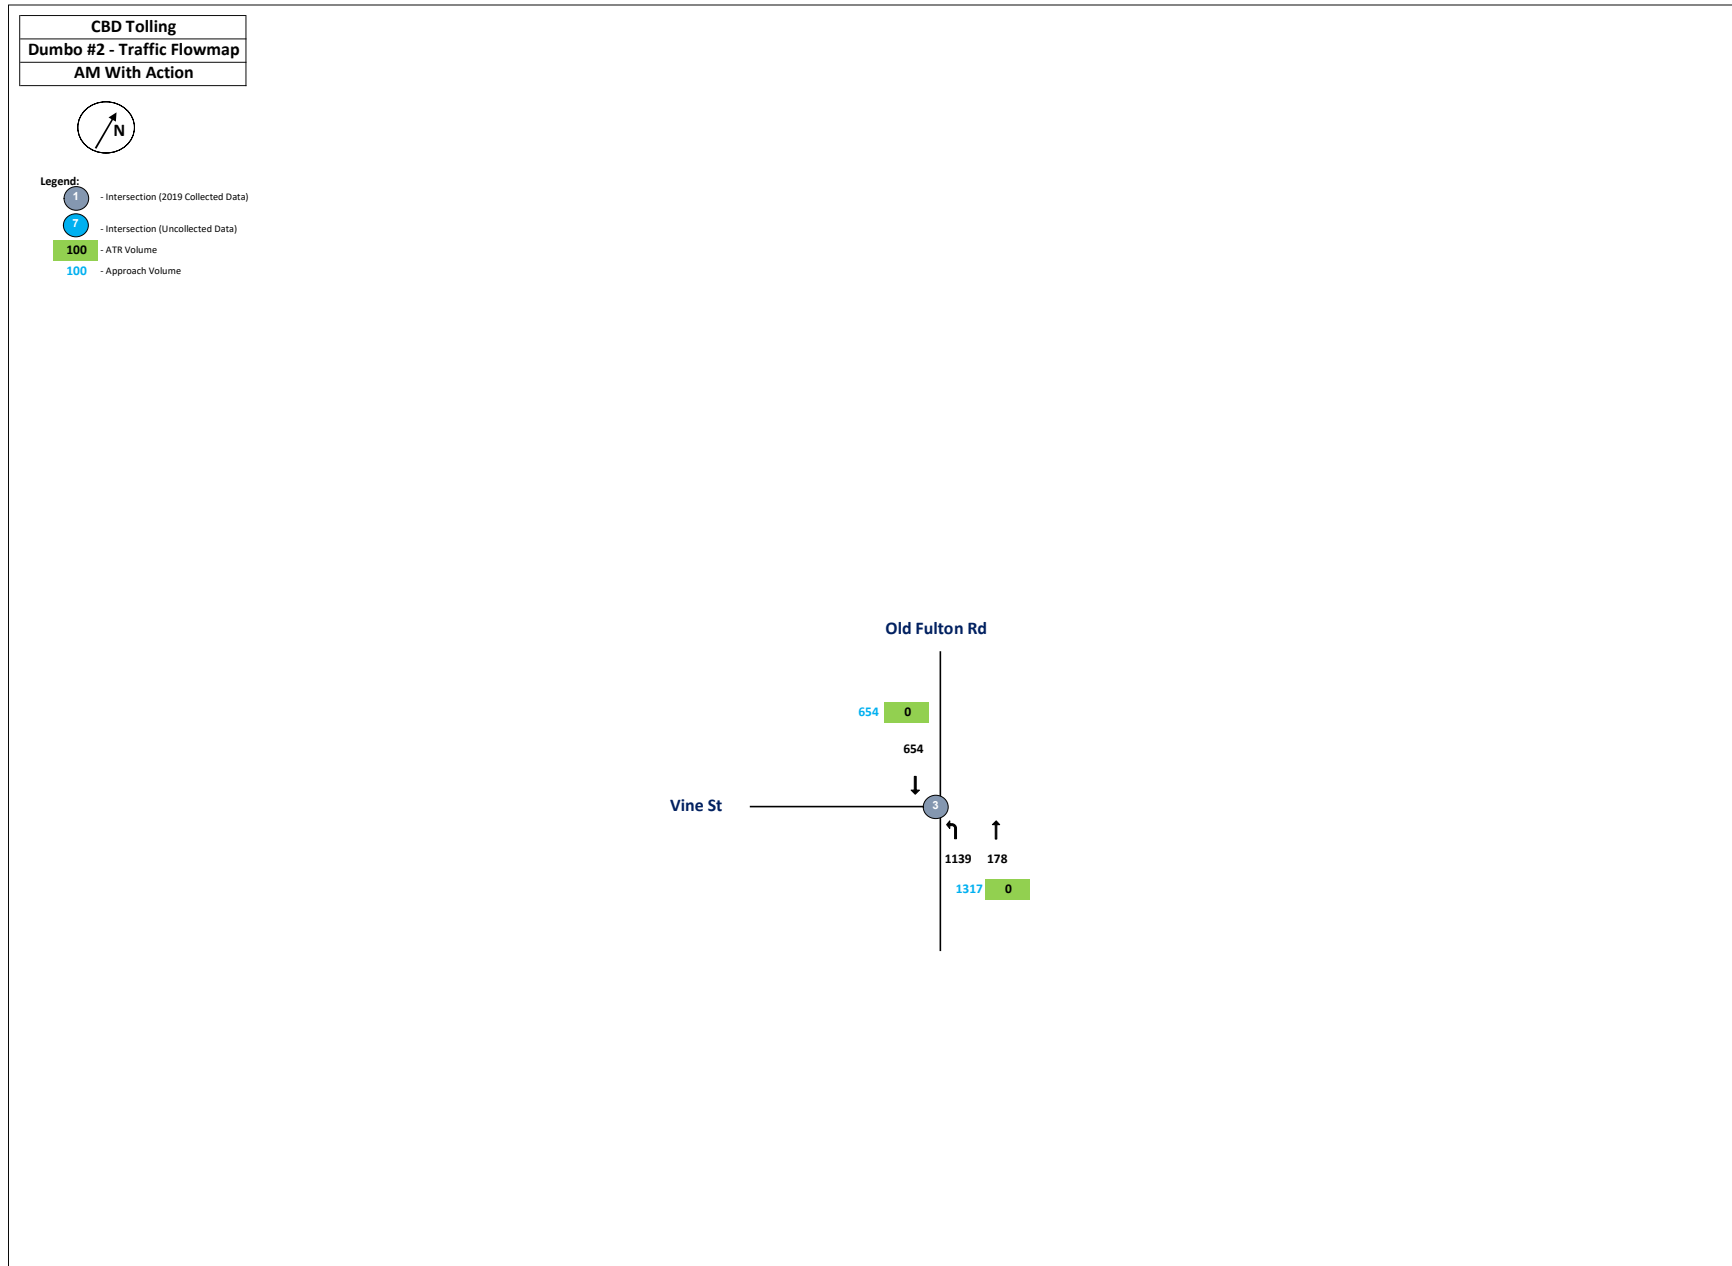 CBD Tolling
Dumbo #2 - Traffic Flowmap
AM With Action
N
Legend:
1 - Intersection (2019 Collected Data)
7 - Intersection (Uncollected Data)
100 - ATR Volume
100 - Approach Volume
Old Fulton Rd
654 0
654
Vine St 3
1139 178
1317 0